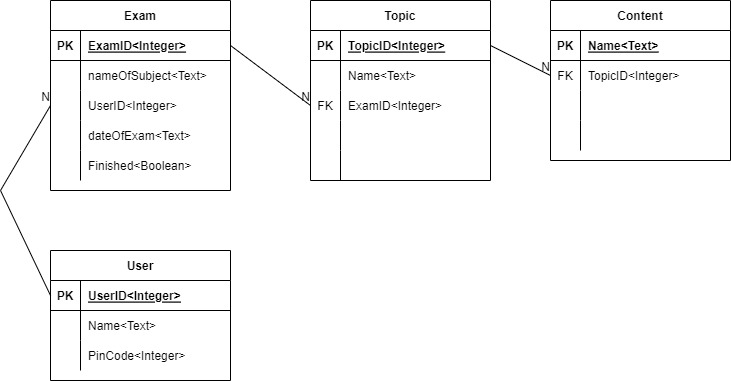 Exam
PK ExamID<Integer>
nameOfSubject<Text>
N UserID<Integer>
dateOfExam<Text>
Finished<Boolean>
Topic
PK TopicID<Integer>
Name<Text>
N FK ExamID<Integer>
Content
PK Name<Text>
N FK TopicID<Integer>
User
PK UserID<Integer>
Name<Text>
PinCode<Integer>